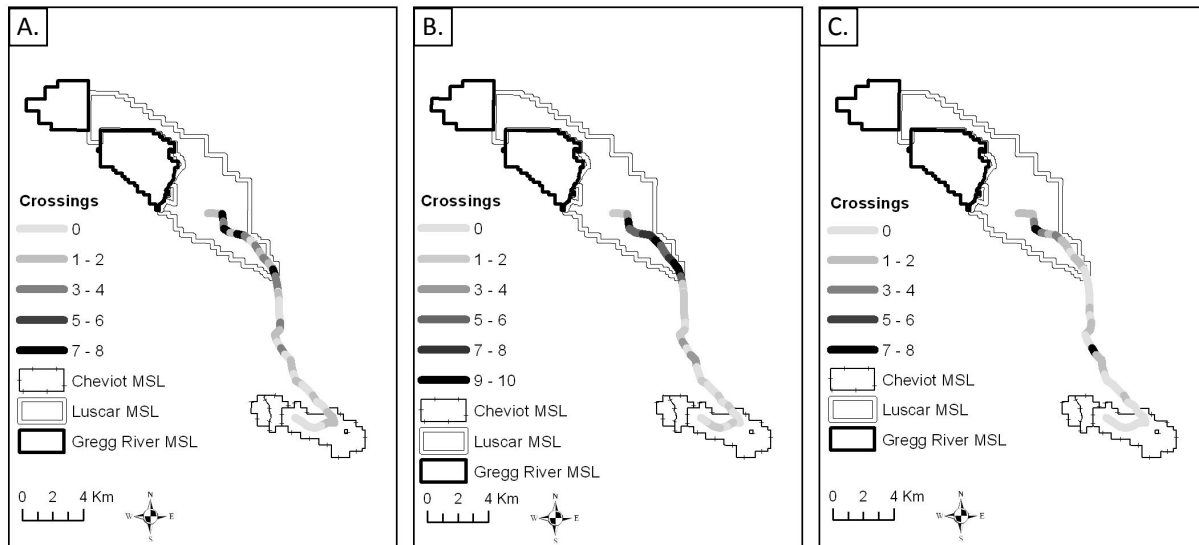 A.
Crossings
0
1 - 2
3 - 4
5 - 6
7 - 8
Cheviot MSL
Luscar MSL
Gregg River MSL
0 2 4 Km
N
W E
S
B.
Crossings
0
1 - 2
3 - 4
5 - 6
7 - 8
9 - 10
Cheviot MSL
Luscar MSL
Gregg River MSL
0 2 4 Km
N
W E
S
C.
Crossings
0
1 - 2
3 - 4
5 - 6
7 - 8
Cheviot MSL
Luscar MSL
Gregg River MSL
0 2 4 Km
N
W E
S